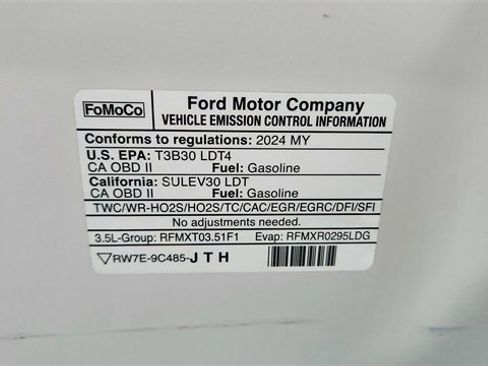 FoMoCo
Ford Motor Company
VEHICLE EMISSION CONTROL INFORMATION
Conforms to regulations: 2024 MY
U.S. EPA: T3B30 LDT4
CA OBD II Fuel: Gasoline
California: SULEV30 LDT
CA OBD II Fuel: Gasoline
TWC/WR-HO2S/HO2S/TC/CAC/EGR/EGRC/DFI/SFI
No adjustments needed.
3.5L-Group: RFMXT03.51F1 Evap: RFMXR0295LDG
RW7E-9C485-JTH